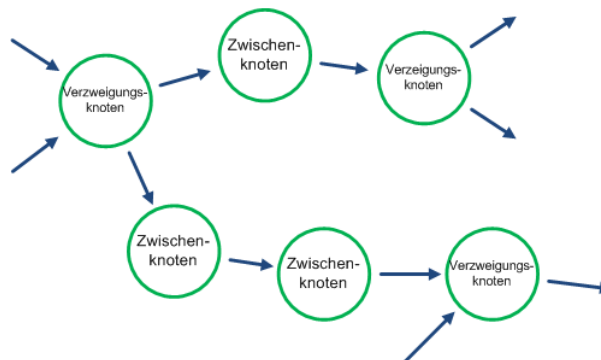 Verzweigungs-
knoten
Zwischen-
knoten
Verzeigungs-
knoten
Zwischen-
knoten
Zwischen-
knoten
Verzweigungs-
knoten